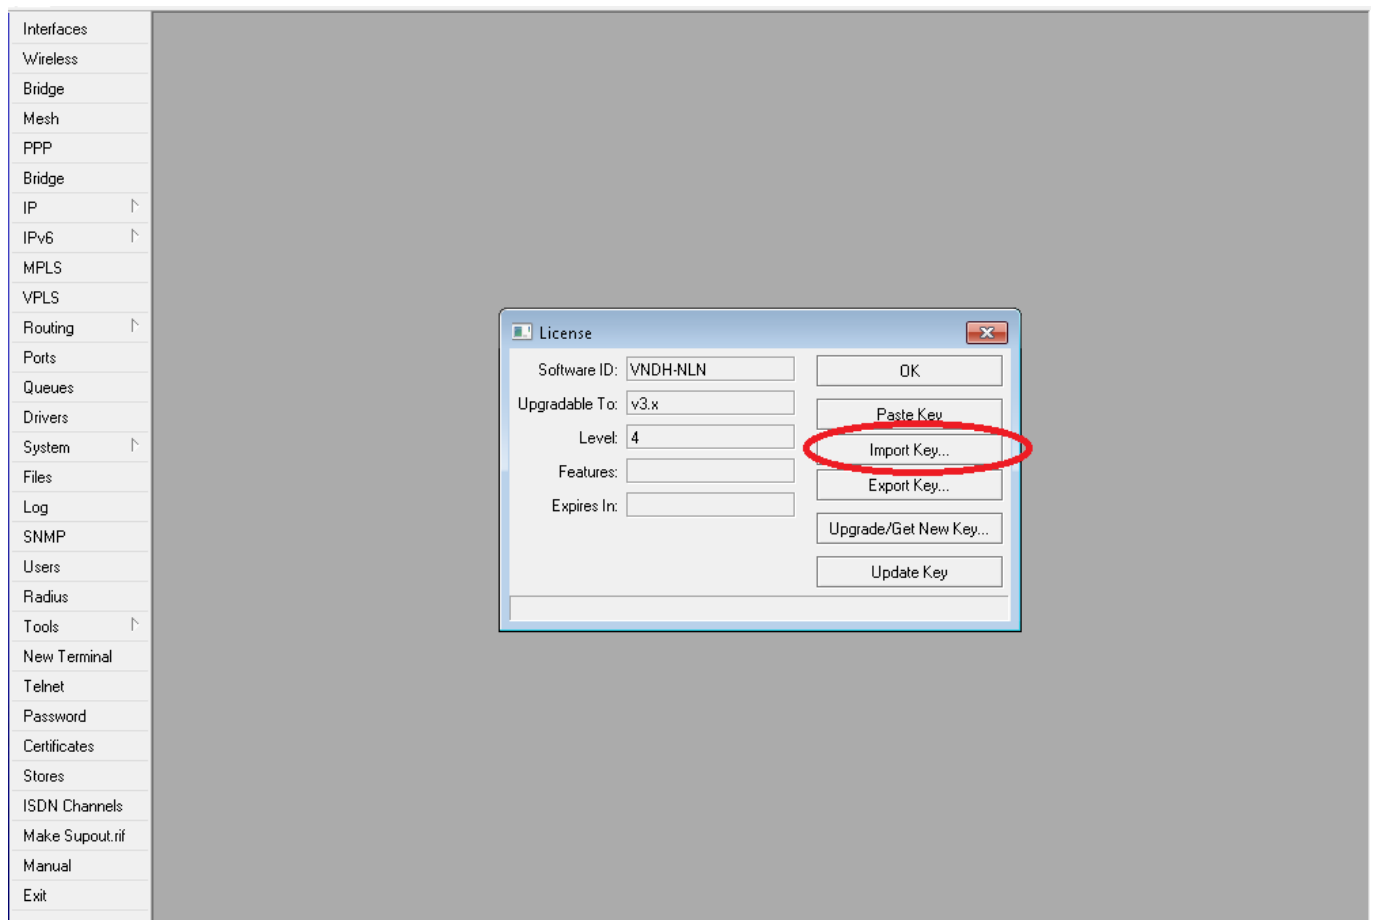 Interfaces
Wireless
Bridge
Mesh
PPP
Bridge
IP
IPv6
MPLS
VPLS
Routing
Ports
Queues
Drivers
System
Files
Log
SNMP
Users
Radius
Tools
New Terminal
Telnet
Password
Certificates
Stores
ISDN Channels
Make Supout.rif
Manual
Exit
License
Software ID: VNDH-NLN
Upgradable To: v3.x
Level: 4
Features:
Expires In:
OK
Paste Key
Import Key...
Export Key...
Upgrade/Get New Key...
Update Key